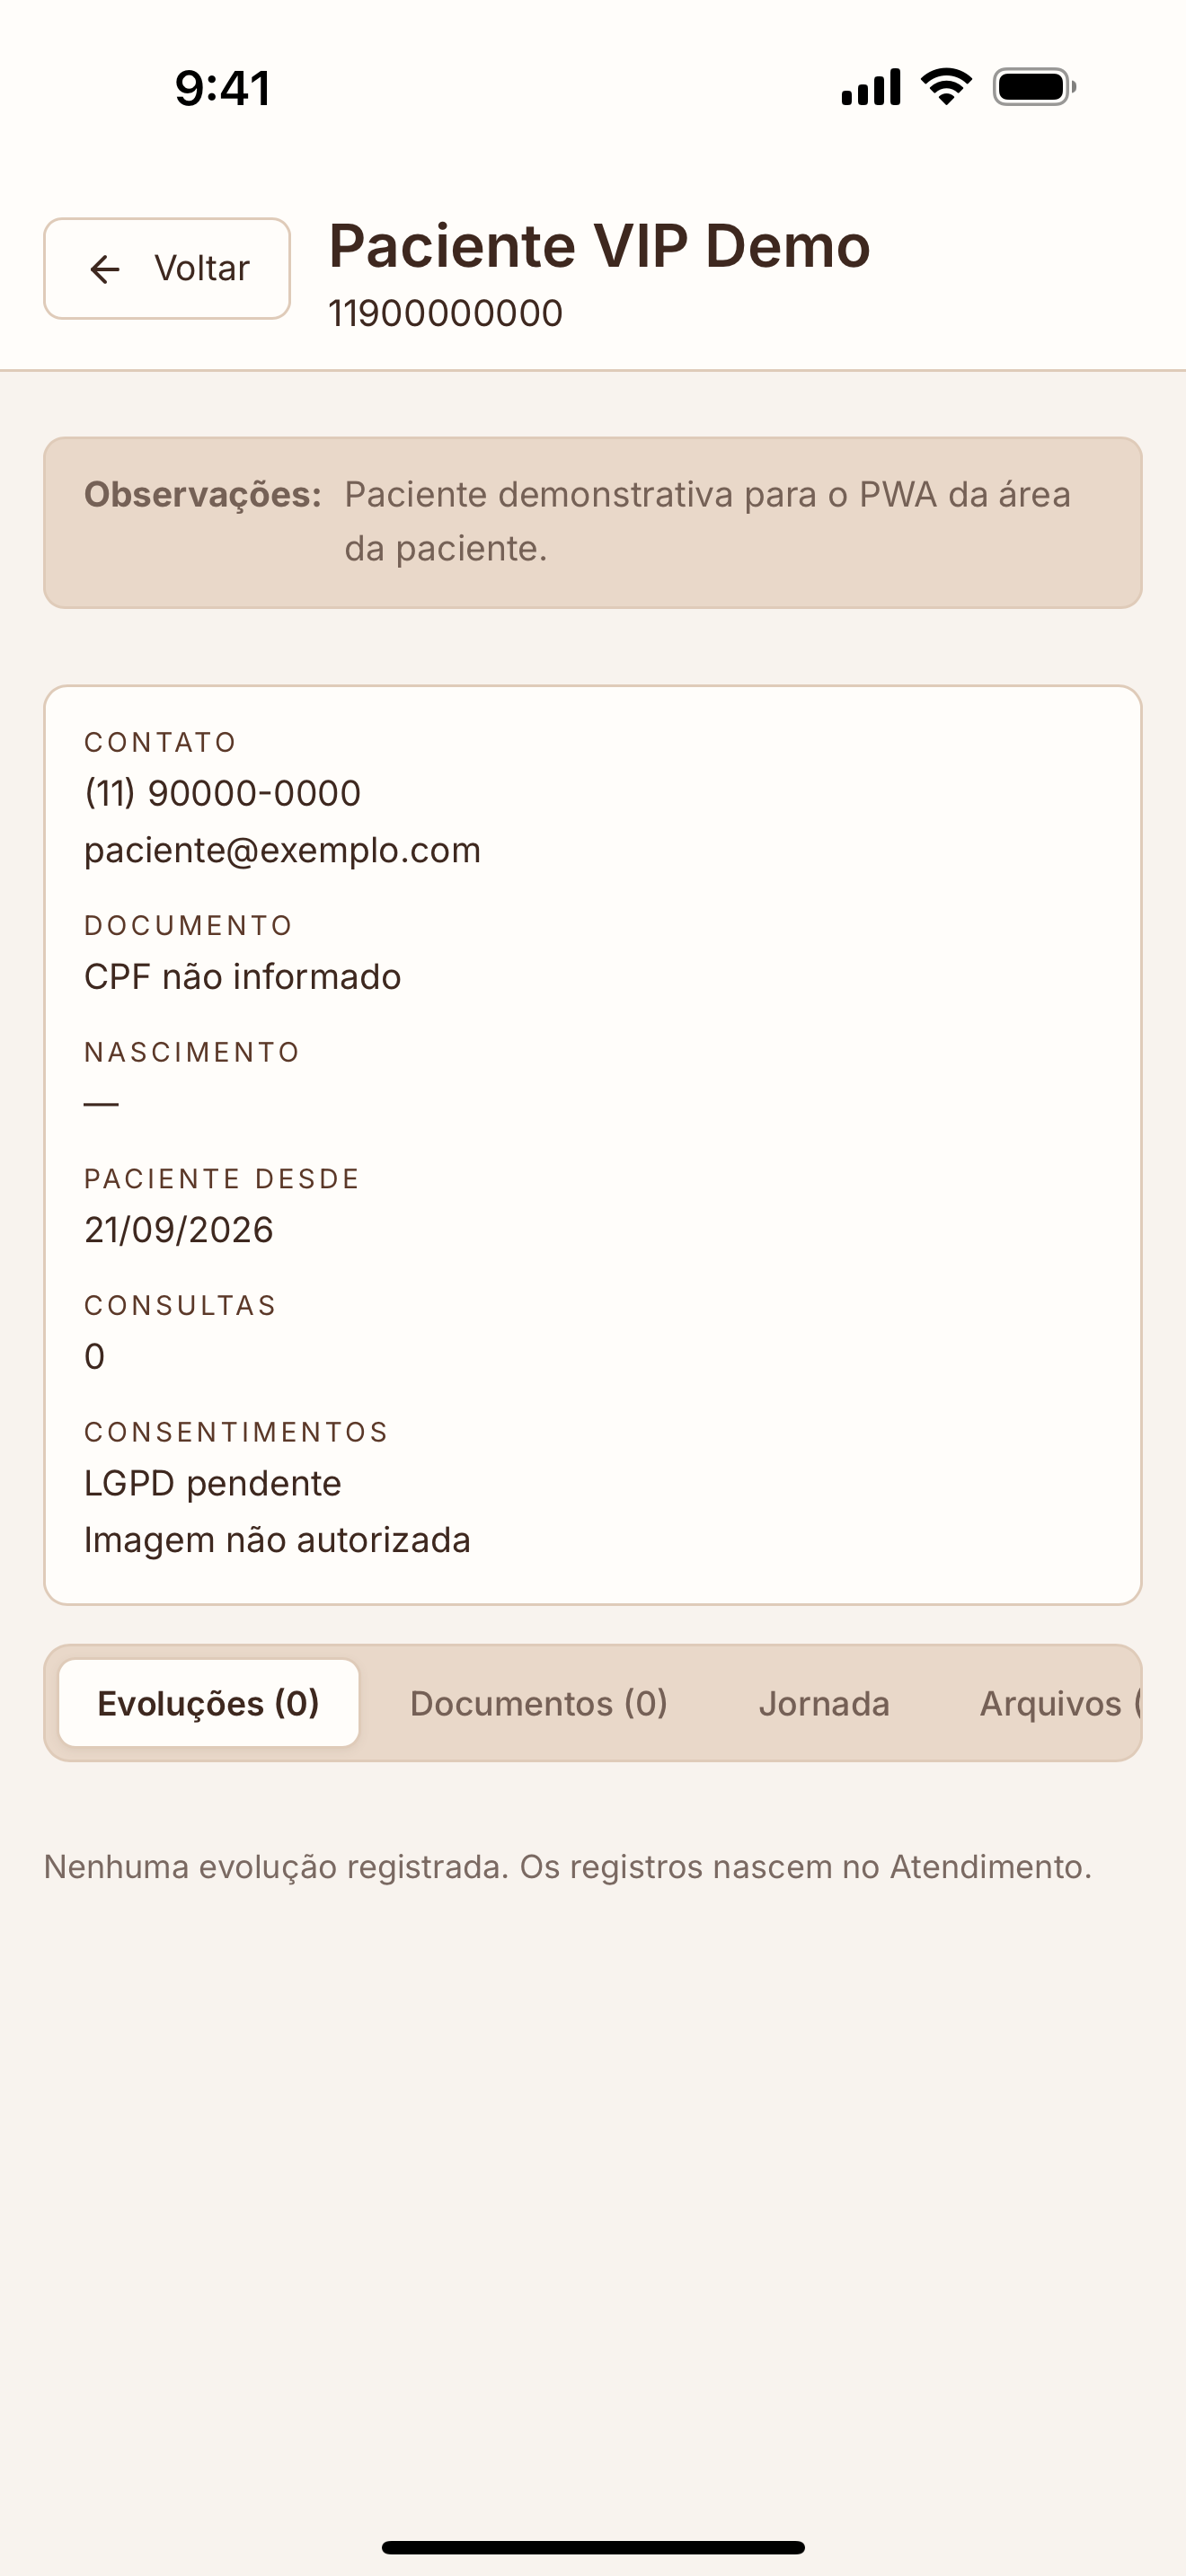 9:41
Voltar
Paciente VIP Demo
11900000000
Observações: Paciente demonstrativa para o PWA da área
da paciente.
CONTATO
(11) 90000-0000
paciente@exemplo.com
DOCUMENTO
CPF não informado
NASCIMENTO
—
PACIENTE DESDE
21/09/2026
CONSULTAS
0
CONSENTIMENTOS
LGPD pendente
Imagem não autorizada
Evoluções (0) Documentos (0) Jornada Arquivos (
Nenhuma evolução registrada. Os registros nascem no Atendimento.